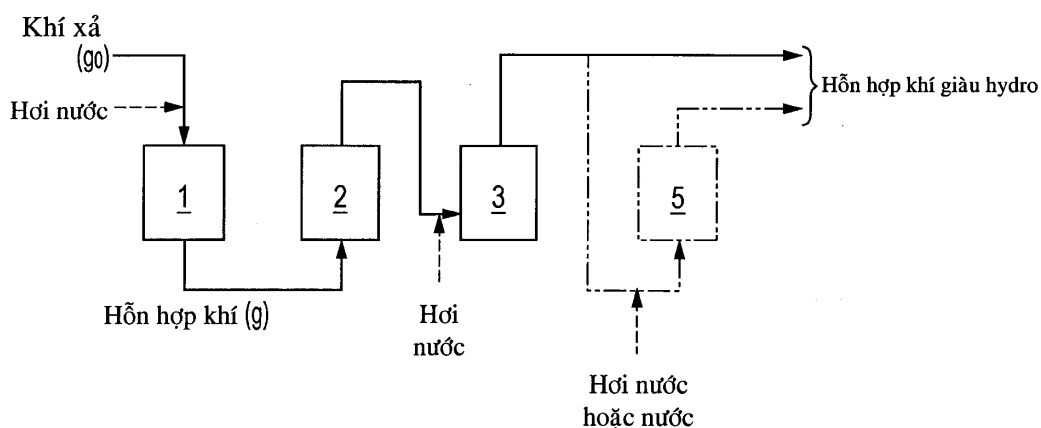 Khí xả
(g0)
Hơi nước
Hỗn hợp khí giàu hydro
1
2
3
5
Hỗn hợp khí (g)
Hơi
nước
Hơi nước
hoặc nước